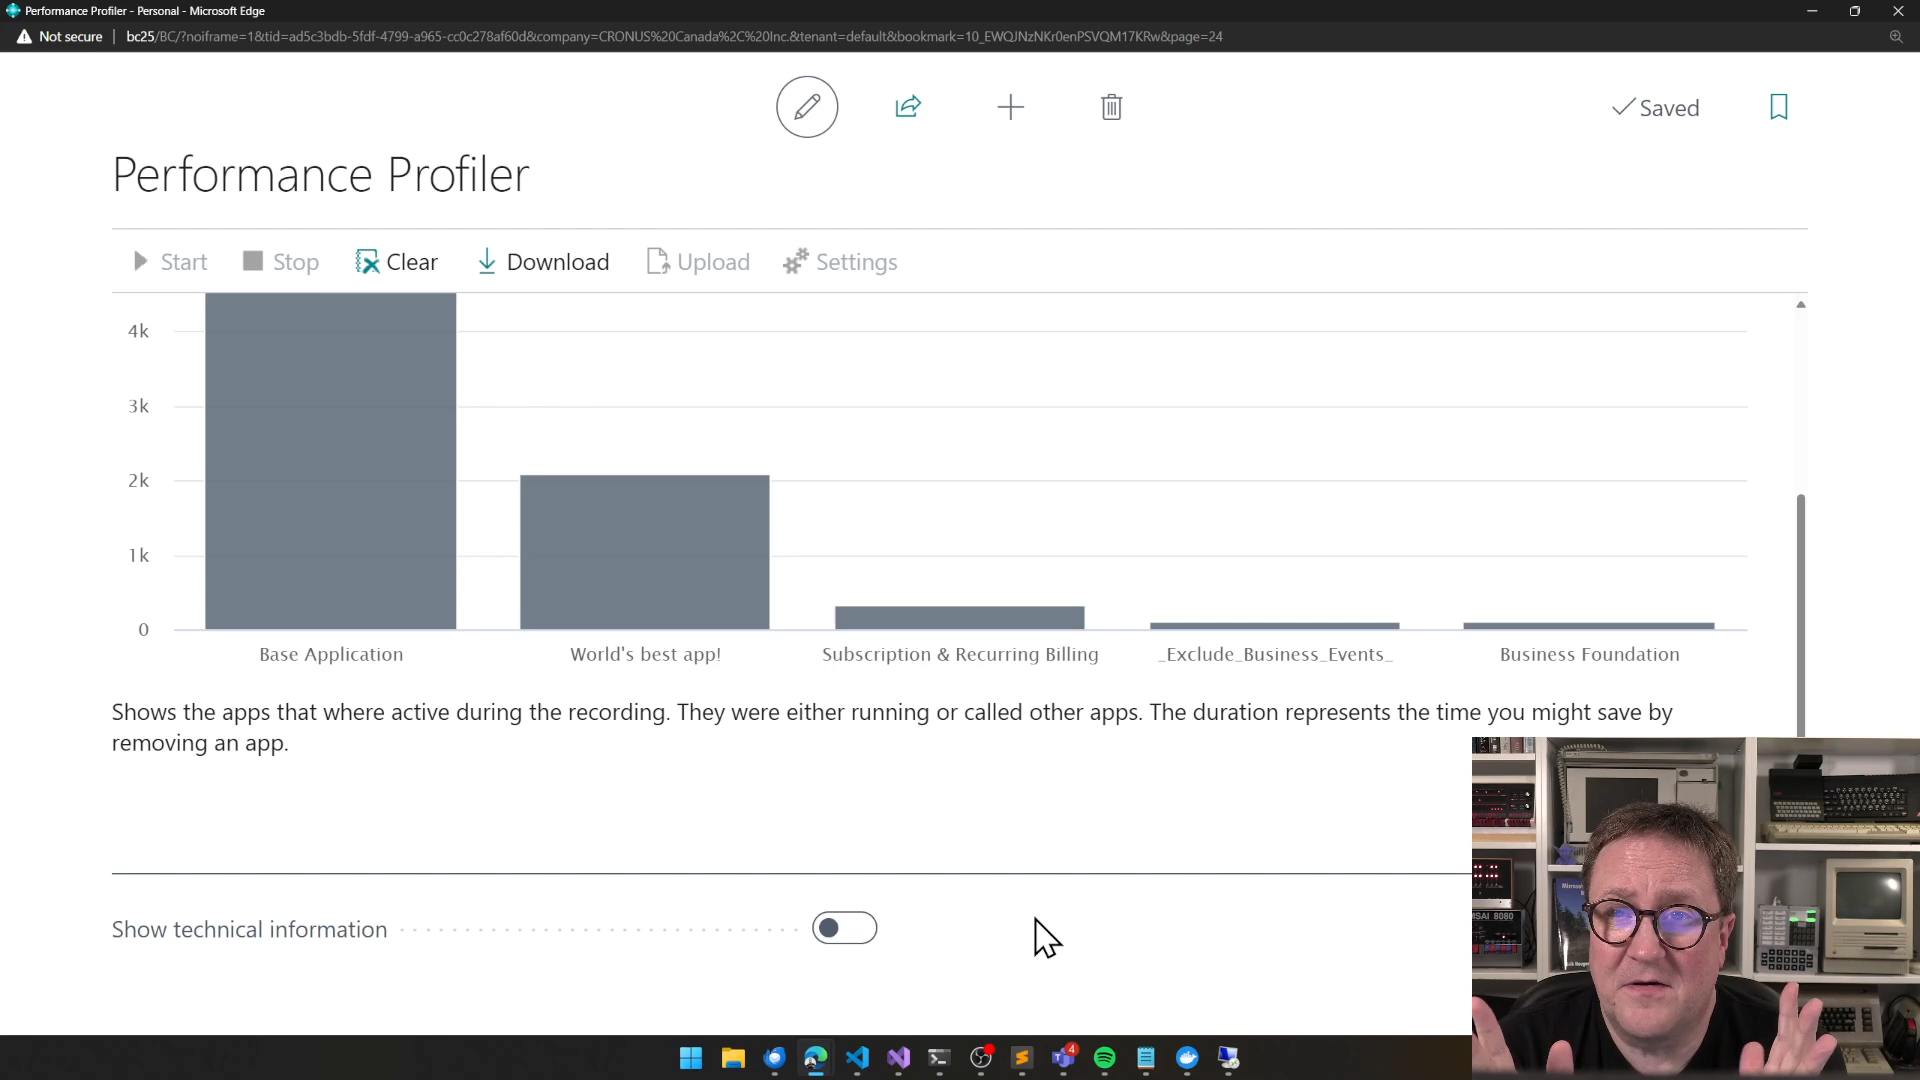 Performance Profiler - Personal - Microsoft Edge
Not secure
bc25/BC/?noiframe=1&tid=ad5c3bdb-5fdf-4799-a965-cc0c278af60d&company=CRONUS%20Canada%2C%20Inc.&tenant=default&bookmark=10_EWQJNzNKr0enPSVQM17KRw&page=24
Saved
Performance Profiler
Start Stop Clear Download Upload Settings
4k
3k
2k
1k
0
Base Application World's best app! Subscription & Recurring Billing _Exclude_Business_Events_ Business Foundation
Shows the apps that where active during the recording. They were either running or called other apps. The duration represents the time you might save by
removing an app.
Show technical information
8080
4